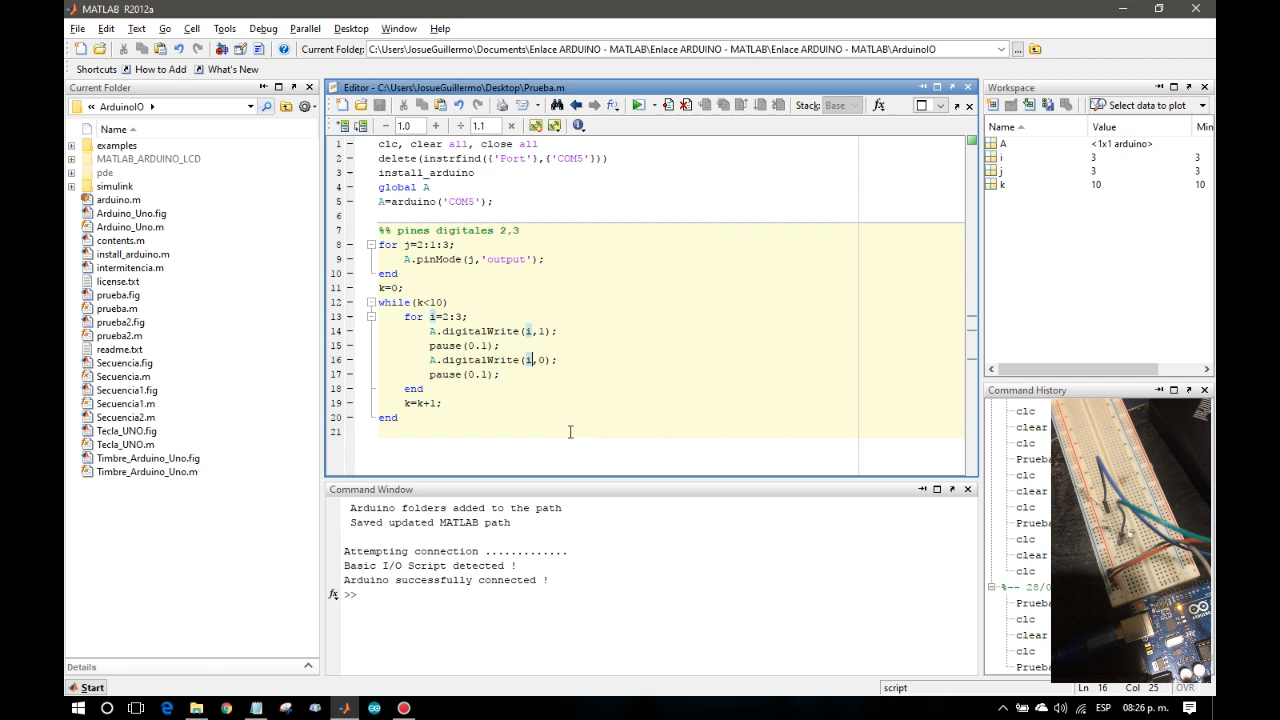 MATLAB R2012a
File Edit Text Go Cell Tools Debug Parallel Desktop Window Help
Current Folder: C:\Users\JosueGuillermo\Documents\Enlace ARDUINO - MATLAB\Enlace ARDUINO - MATLAB\Enlace ARDUINO - MATLAB\ArduinoIO
Shortcuts How to Add What's New
Current Folder
« ArduinoIO
Name
examples
MATLAB_ARDUINO_LCD
pde
simulink
arduino.m
Arduino_Uno.fig
Arduino_Uno.m
contents.m
install_arduino.m
intermitencia.m
license.txt
prueba.fig
prueba.m
prueba2.fig
prueba2.m
readme.txt
Secuencia.fig
Secuencia.m
Secuencia1.fig
Secuencia1.m
Secuencia2.m
Tecla_UNO.fig
Tecla_UNO.m
Timbre_Arduino_Uno.fig
Timbre_Arduino_Uno.m
Details
Editor - C:\Users\JosueGuillermo\Desktop\Prueba.m
Stack: Base fx
− 1.0 + ÷ 1.1 ×
1 clc, clear all, close all
2 delete(instrfind({'Port'},{'COM5'}))
3 install_arduino
4 global A
5 A=arduino('COM5');
6
7 %% pines digitales 2,3
8 for j=2:1:3;
9 A.pinMode(j,'output');
10 end
11 k=0;
12 while(k<10)
13 for i=2:3;
14 A.digitalWrite(i,1);
15 pause(0.1);
16 A.digitalWrite(i,0);
17 pause(0.1);
18 end
19 k=k+1;
20 end
21
Command Window
Arduino folders added to the path
Saved updated MATLAB path
Attempting connection .............
Basic I/O Script detected !
Arduino successfully connected !
fx >>
Workspace
Select data to plot
Name Value Min
A <1x1 arduino>
i 3 3
j 3 3
k 10 10
Command History
clc
clear
clc
Prueba
clc
clear
clc
Prueba
clc
clear
clc
%-- 28/0
Prueba
clc
clear
clc
Prueba
Start
script
Ln 16 Col 25 OVR
ESP 08:26 p. m.